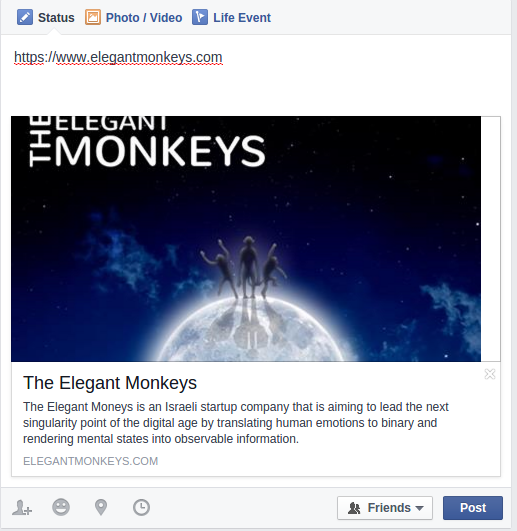 Status Photo / Video Life Event
https://www.elegantmonkeys.com
THE
ELEGANT
MONKEYS
The Elegant Monkeys
The Elegant Moneys is an Israeli startup company that is aiming to lead the next
singularity point of the digital age by translating human emotions to binary and
rendering mental states into observable information.
ELEGANTMONKEYS.COM
Friends Post